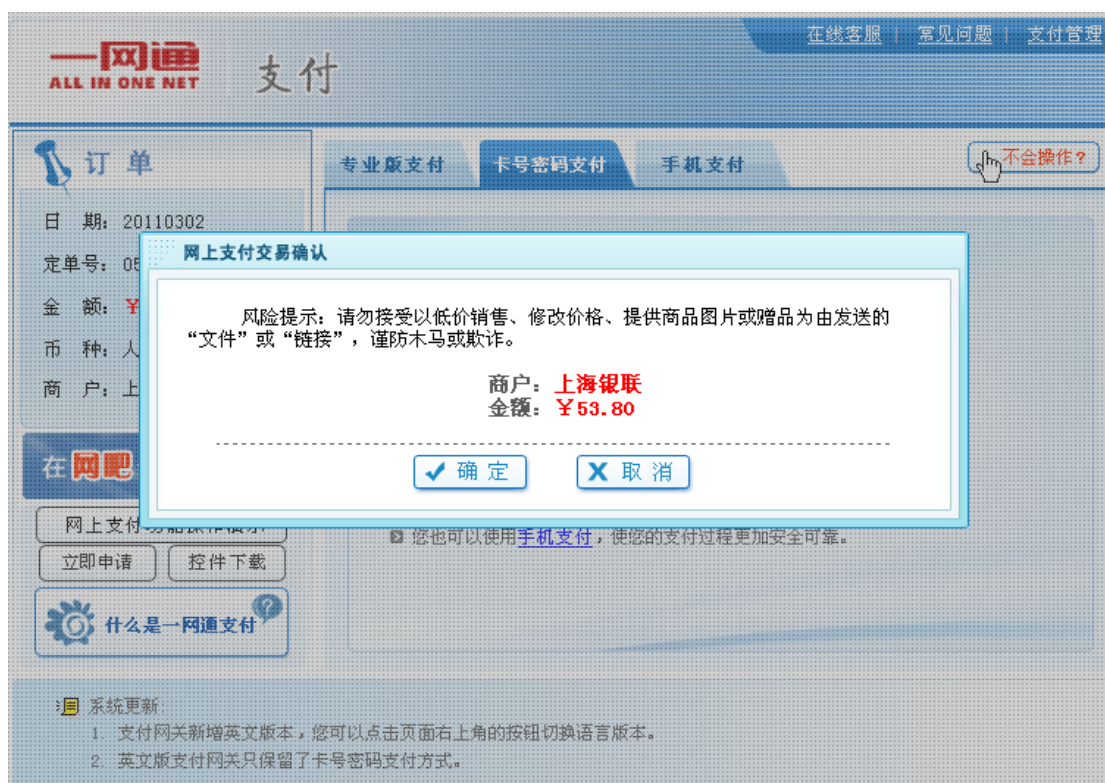 在线客服 | 常见问题 | 支付管理
一网通
ALL IN ONE NET
支付
订 单
专业版支付
卡号密码支付
手机支付
不会操作?
日 期: 20110302
定单号: 05
金 额: ¥
币 种: 人
商 户: 上
网上支付交易确认
风险提示: 请勿接受以低价销售、修改价格、提供商品图片或赠品为由发送的
“文件”或“链接”, 谨防木马或欺诈。
商户: 上海银联
金额: ¥53.80
确 定
取 消
在网吧
网上支付功能操作演示
您也可以使用手机支付,使您的支付过程更加安全可靠。
立即申请
控件下载
什么是一网通支付
系统更新:
1. 支付网关新增英文版本,您可以点击页面右上角的按钮切换语言版本。
2. 英文版支付网关只保留了卡号密码支付方式。